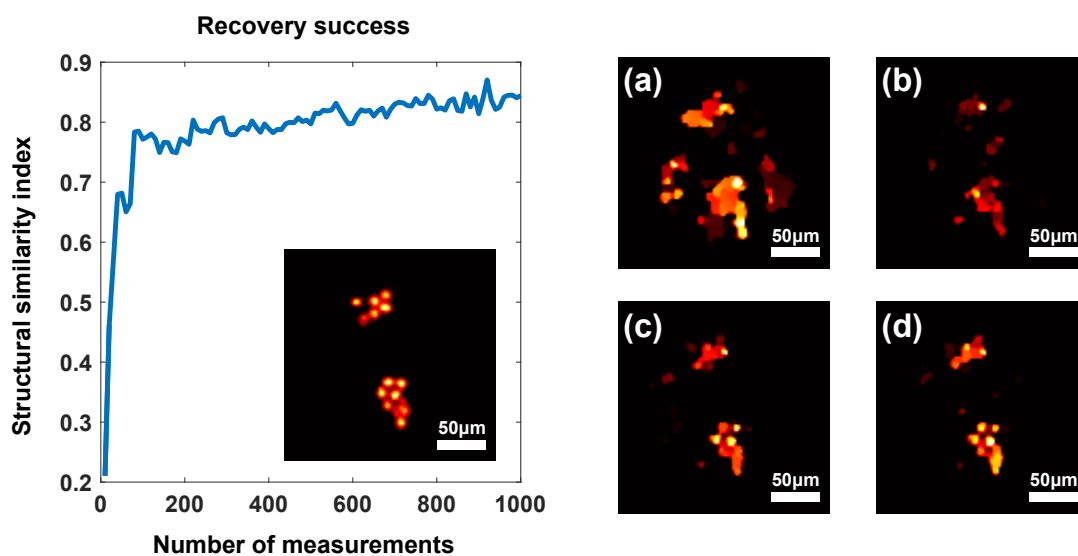 Recovery success
Structural similarity index
0.9
0.8
0.7
0.6
0.5
0.4
0.3
0.2
0
200
400
600
800
1000
Number of measurements
50μm
(a)
50μm
(b)
50μm
(c)
50μm
(d)
50μm